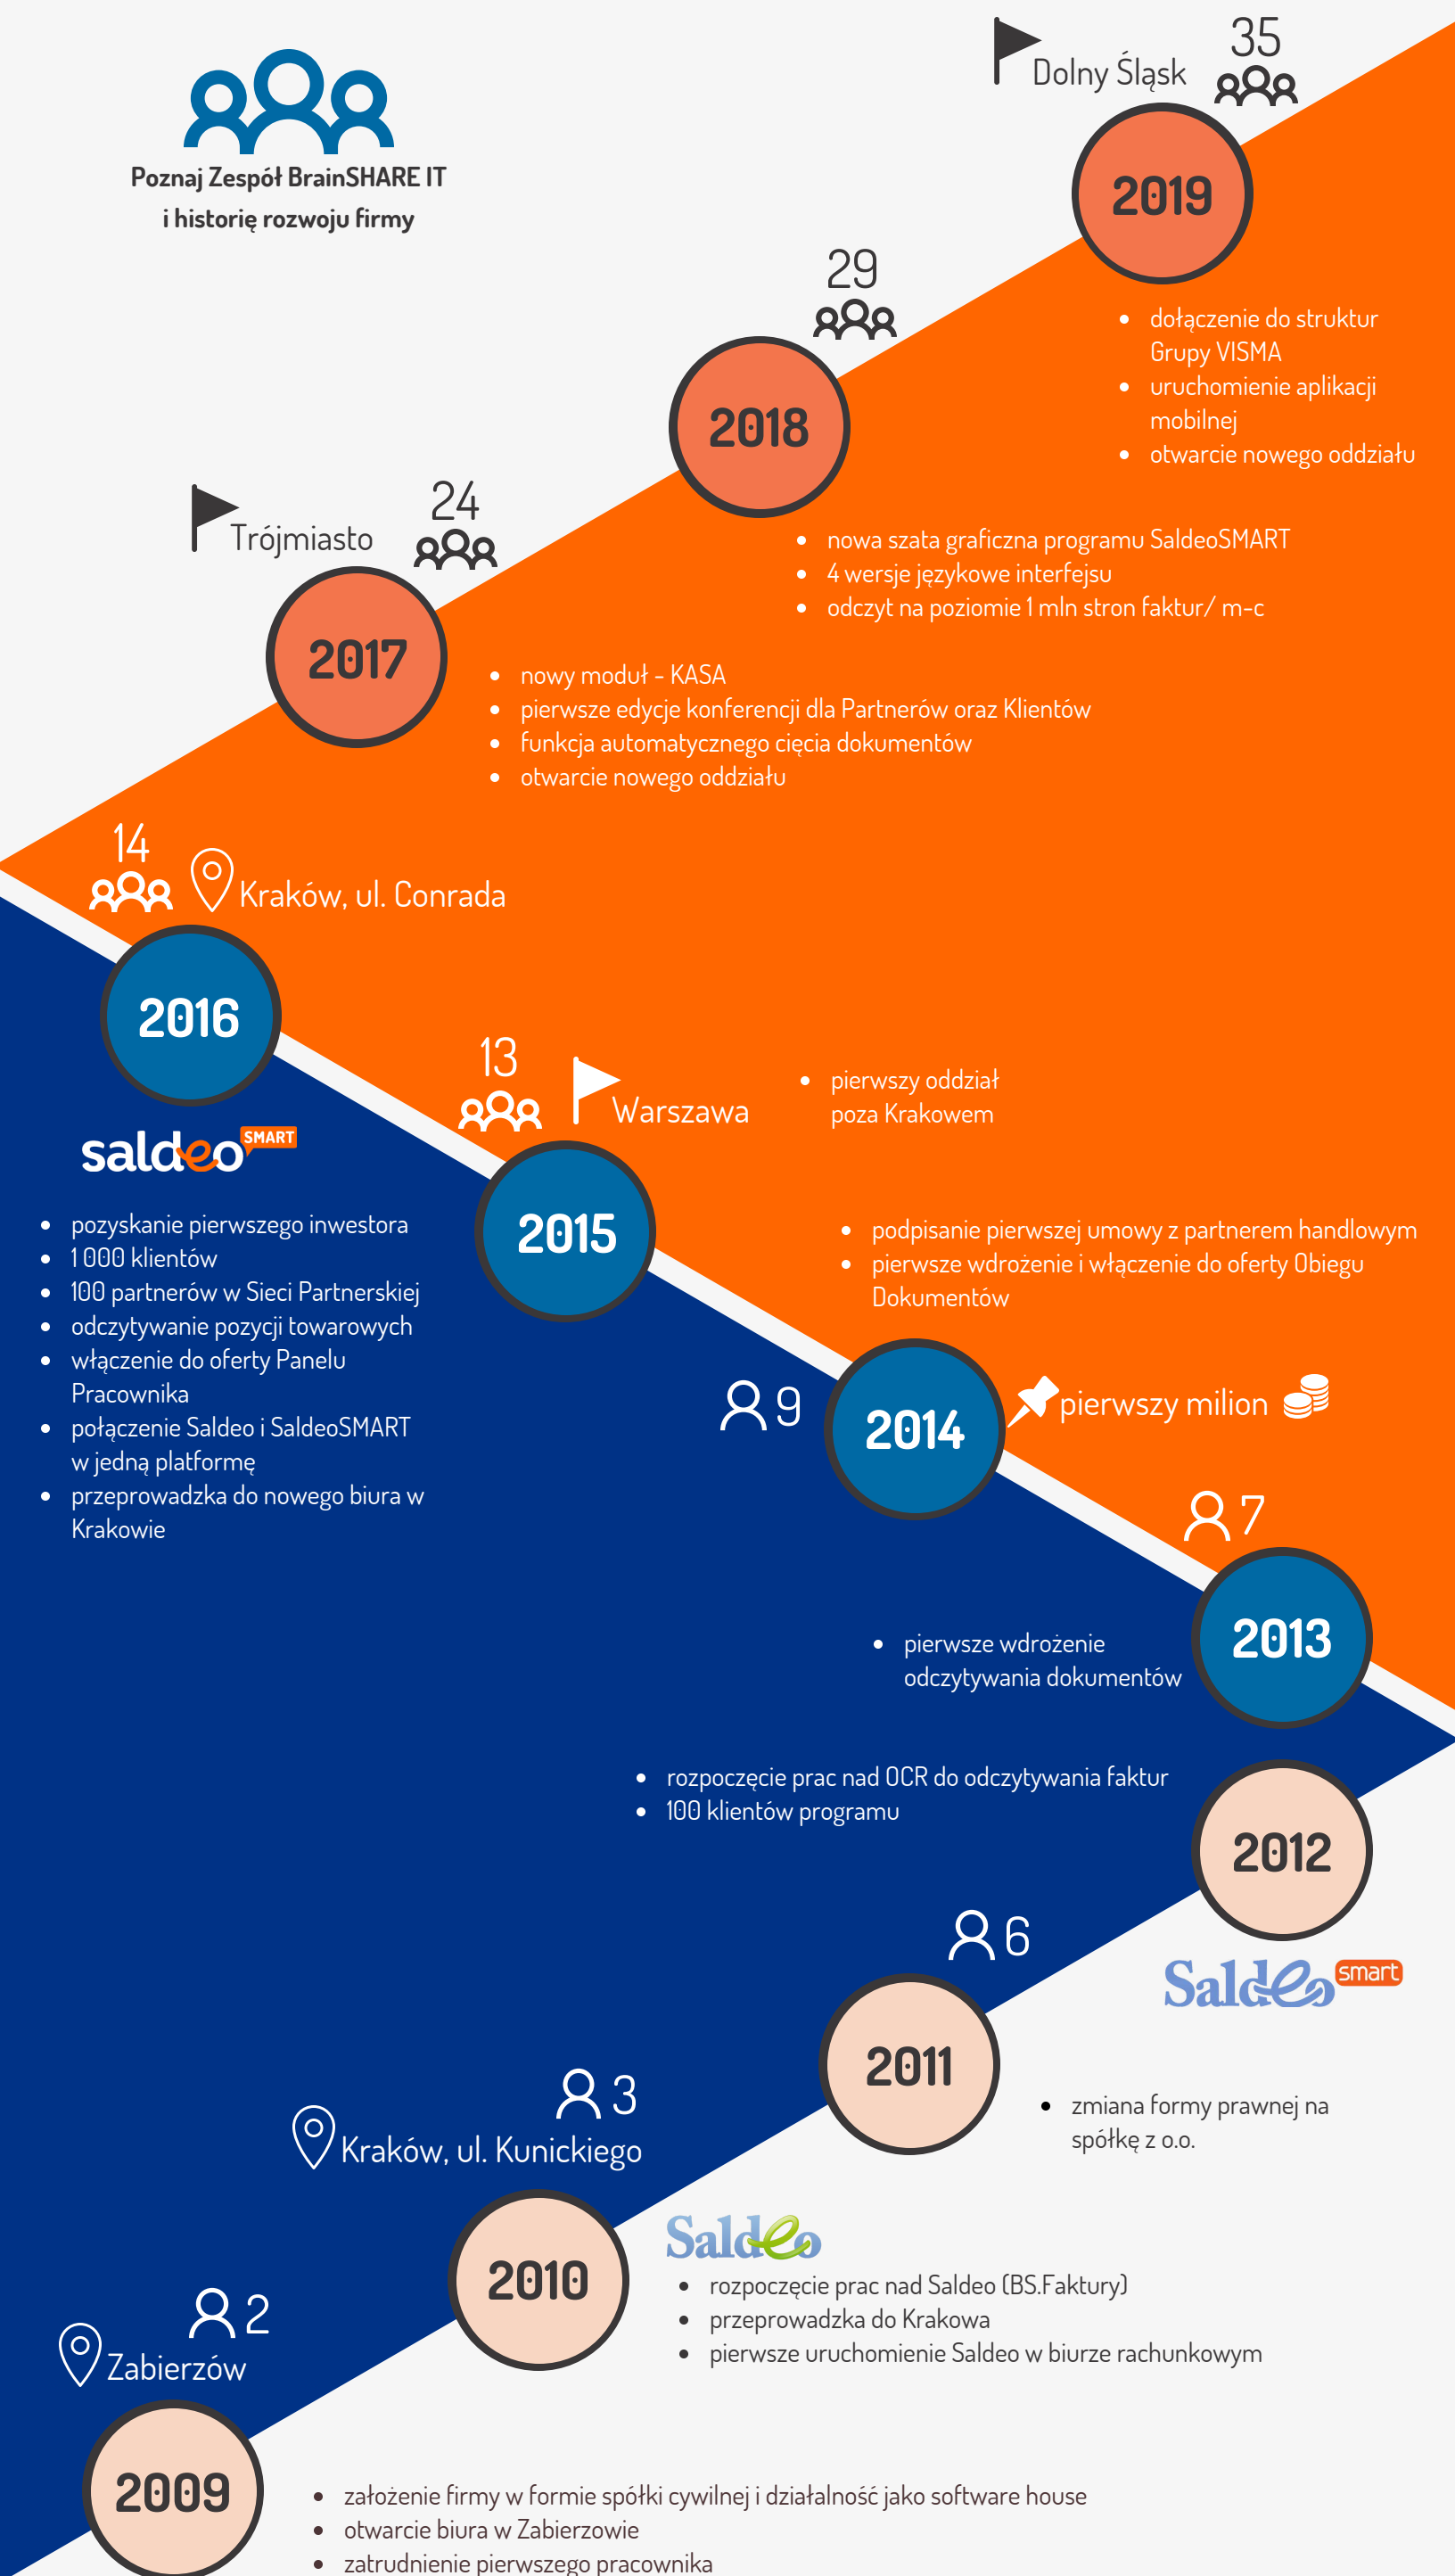 35
Dolny Śląsk
Poznaj Zespół BrainSHARE IT
i historię rozwoju firmy
2019
29
dołączenie do struktur
Grupy VISMA
uruchomienie aplikacji
mobilnej
otwarcie nowego oddziału
2018
24
Trójmiasto
nowa szata graficzna programu SaldeoSMART
4 wersje językowe interfejsu
odczyt na poziomie 1 mln stron faktur/ m-c
2017
nowy moduł - KASA
pierwsze edycje konferencji dla Partnerów oraz Klientów
funkcja automatycznego cięcia dokumentów
otwarcie nowego oddziału
14
Kraków, ul. Conrada
2016
13
Warszawa
pierwszy oddział
poza Krakowem
saldeo SMART
2015
pozyskanie pierwszego inwestora
1 000 klientów
100 partnerów w Sieci Partnerskiej
odczytywanie pozycji towarowych
włączenie do oferty Panelu
Pracownika
połączenie Saldeo i SaldeoSMART
w jedną platformę
przeprowadzka do nowego biura w
Krakowie
podpisanie pierwszej umowy z partnerem handlowym
pierwsze wdrożenie i włączenie do oferty Obiegu
Dokumentów
9
2014
pierwszy milion
7
2013
pierwsze wdrożenie
odczytywania dokumentów
rozpoczęcie prac nad OCR do odczytywania faktur
100 klientów programu
2012
6
Saldeo smart
2011
3
Kraków, ul. Kunickiego
zmiana formy prawnej na
spółkę z o.o.
Saldeo
2010
rozpoczęcie prac nad Saldeo (BS.Faktury)
przeprowadzka do Krakowa
pierwsze uruchomienie Saldeo w biurze rachunkowym
2
Zabierzów
2009
założenie firmy w formie spółki cywilnej i działalność jako software house
otwarcie biura w Zabierzowie
zatrudnienie pierwszego pracownika